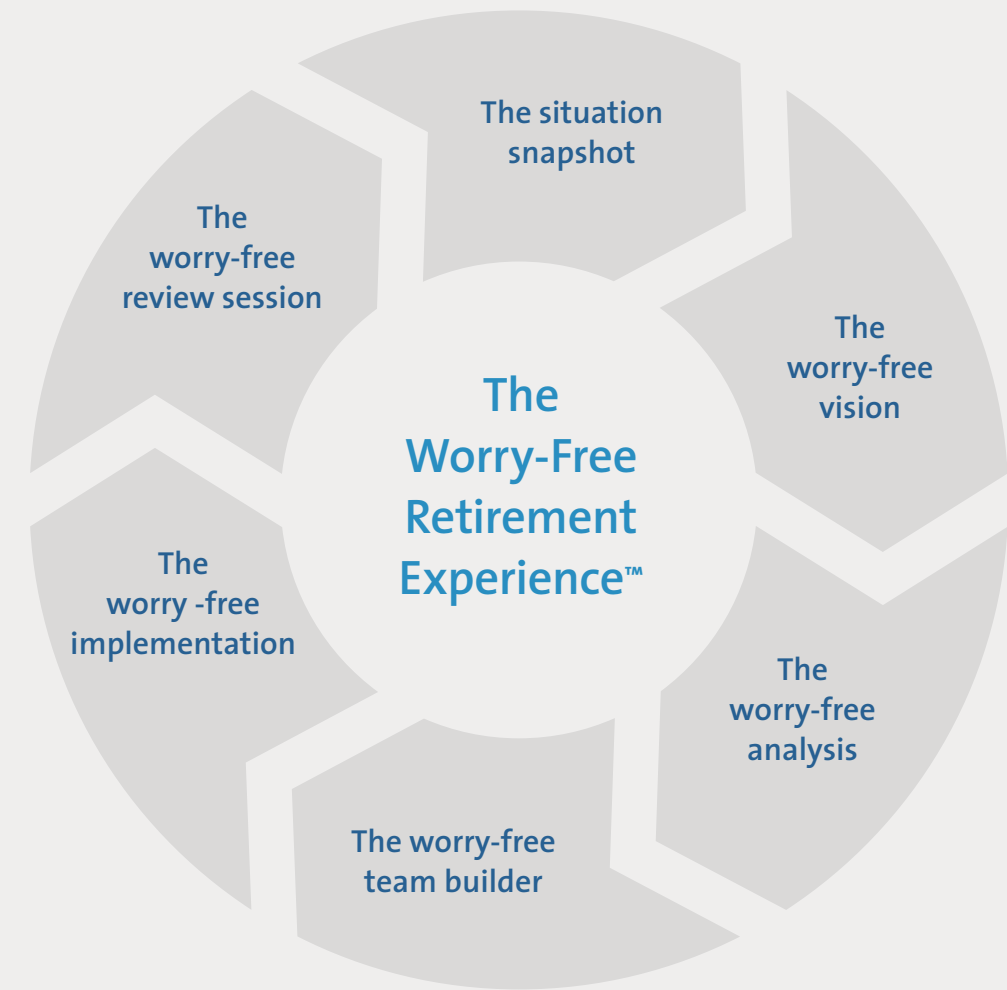 The situation
snapshot
The
worry-free
vision
The
worry-free
analysis
The worry-free
team builder
The
worry -free
implementation
The
worry-free
review session
The
Worry-Free
Retirement
Experience™